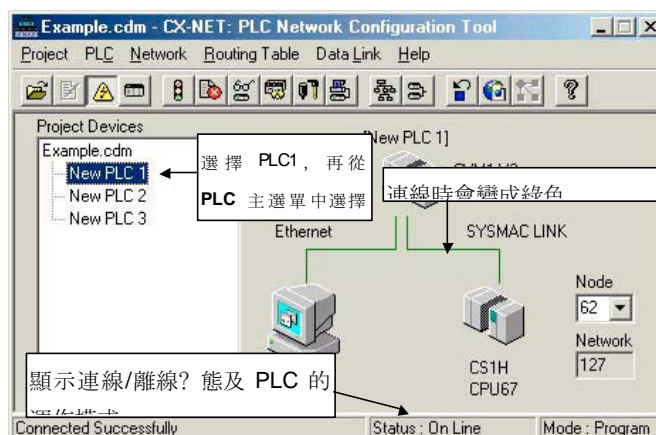 Example.cdm - CX-NET: PLC Network Configuration Tool
Project PLC Network Routing Table Data Link Help
Project Devices
Example.cdm
New PLC 1
New PLC 2
New PLC 3
選擇 PLC1，再從
PLC 主選單中選擇
[New PLC 1]
連線時會變成綠色
Ethernet
SYSMAC LINK
Node
62
Network
127
CS1H
CPU67
顯示連線/離線? 態及 PLC 的
Connected Successfully
Status : On Line
Mode : Program